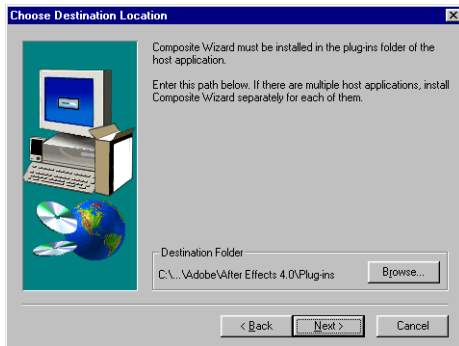 Choose Destination Location
Composite Wizard must be installed in the plug-ins folder of the
host application.
Enter this path below. If there are multiple host applications, install
Composite Wizard separately for each of them.
Destination Folder
C:\...\Adobe\After Effects 4.0\Plug-ins
Browse...
< Back
Next >
Cancel